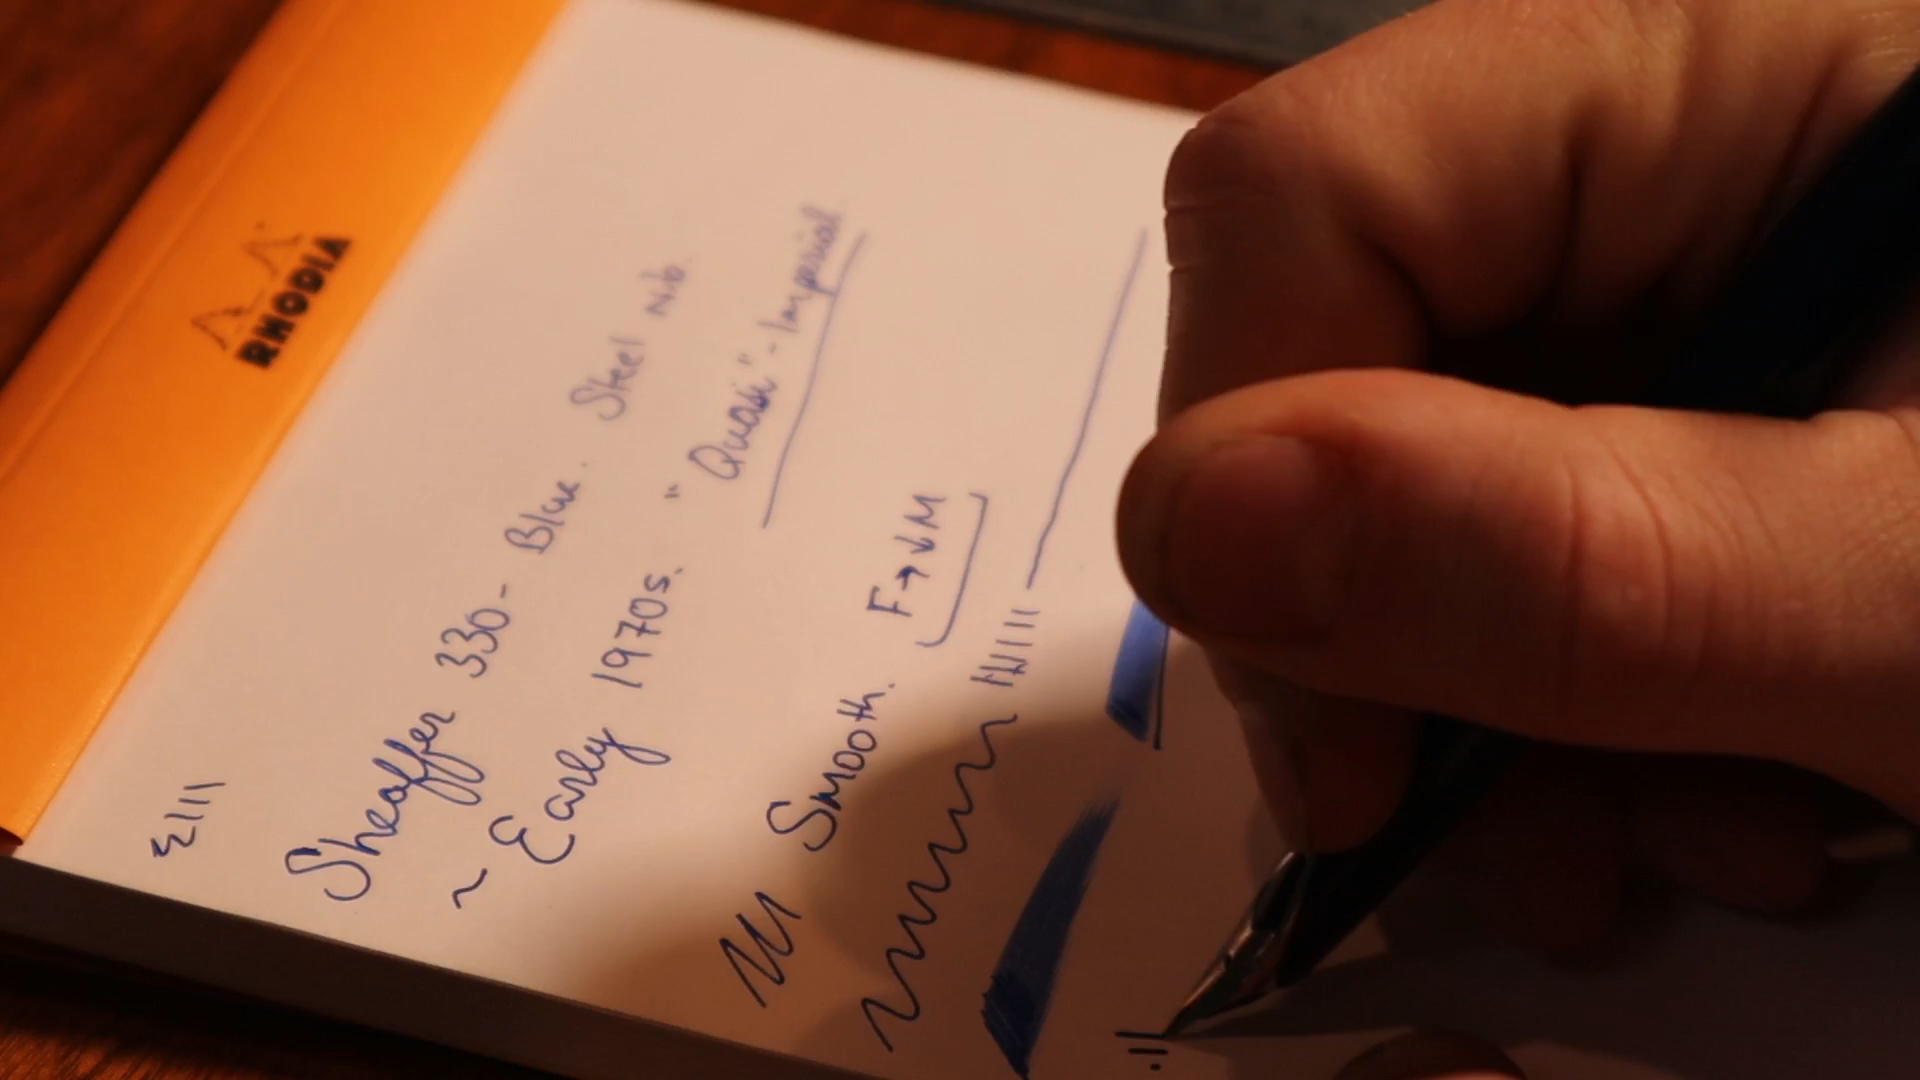 RHODIA
Sheaffer 330- Blue. Steel nib.
~ Early 1970s. "Quasi"-Imperial
Smooth. F→↓M